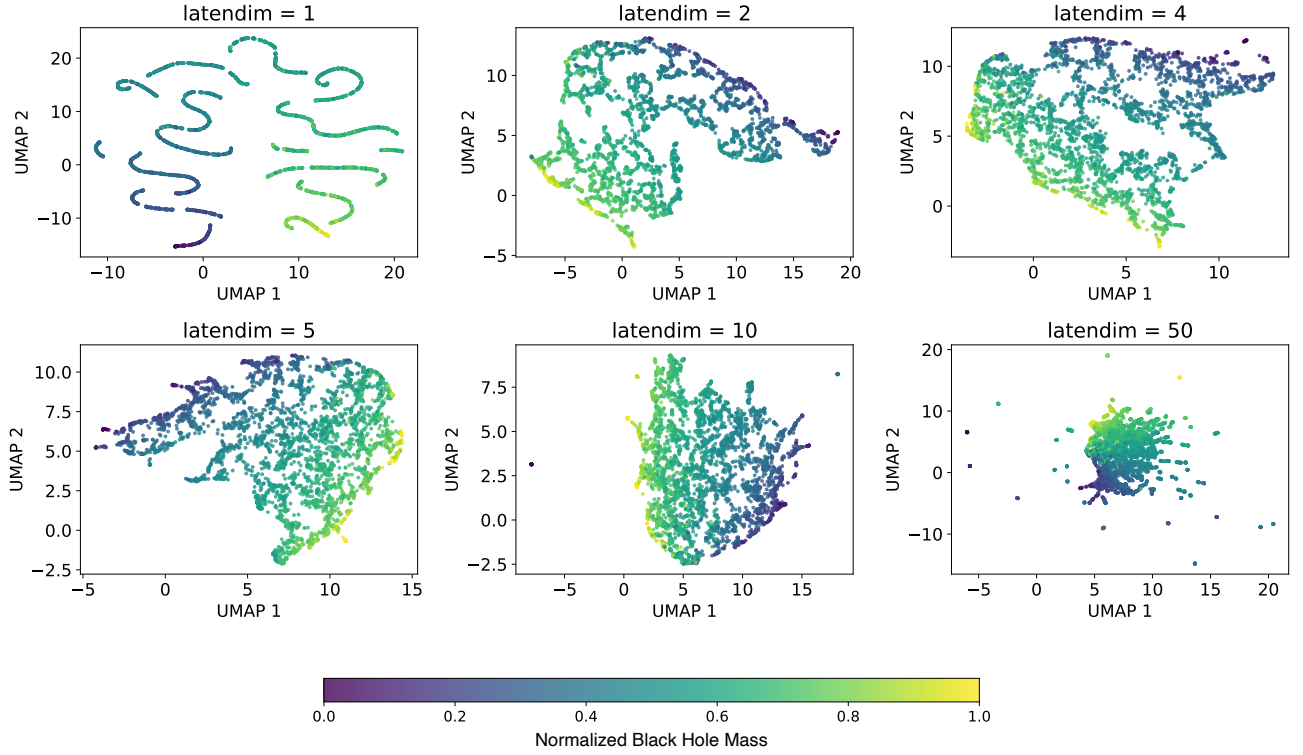 latendim = 1
20
10
0
−10
UMAP 2
−10 0 10 20
UMAP 1
latendim = 2
10
5
0
−5
UMAP 2
−5 0 5 10 15 20
UMAP 1
latendim = 4
10
5
0
UMAP 2
0 5 10
UMAP 1
latendim = 5
10.0
7.5
5.0
2.5
0.0
−2.5
UMAP 2
−5 0 5 10 15
UMAP 1
latendim = 10
7.5
5.0
2.5
0.0
−2.5
UMAP 2
−5 0 5 10 15
UMAP 1
latendim = 50
20
10
0
−10
UMAP 2
−5 0 5 10 15 20
UMAP 1
0.0 0.2 0.4 0.6 0.8 1.0
Normalized Black Hole Mass